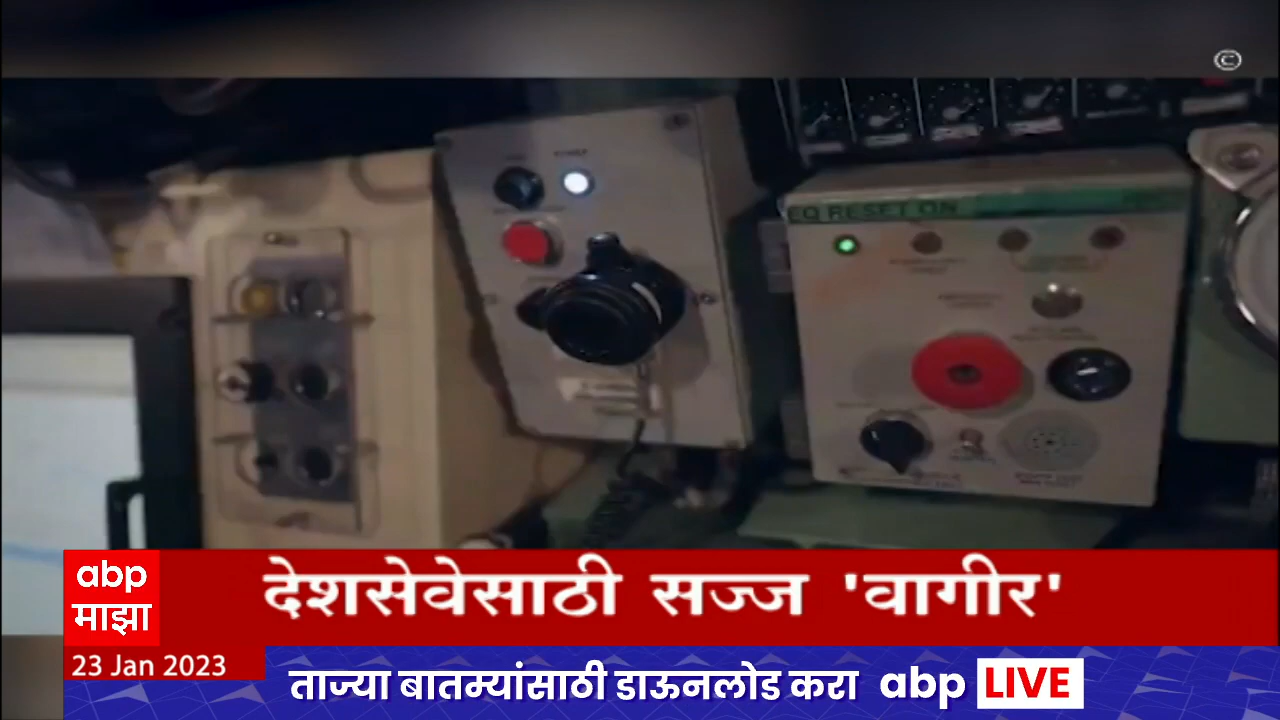 ©
EQ RESET ON
देशसेवेसाठी सज्ज 'वागीर'
abp
माझा
23 Jan 2023
ताज्या बातम्यांसाठी डाऊनलोड करा abp LIVE